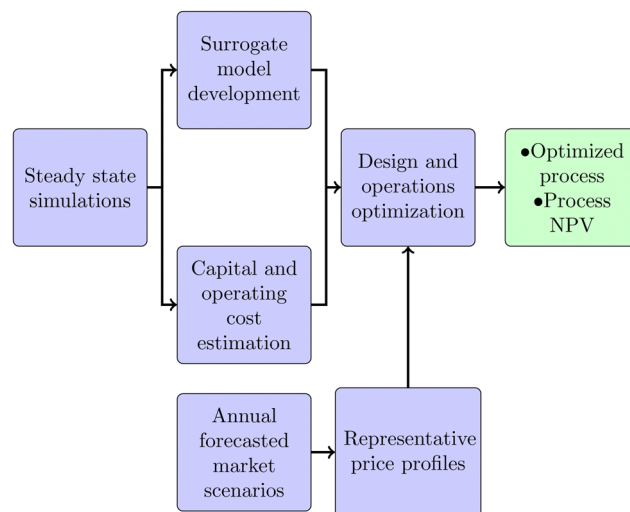 Surrogate
model
development
Steady state
simulations
Design and
operations
optimization
•Optimized
process
•Process
NPV
Capital and
operating
cost
estimation
Annual
forecasted
market
scenarios
Representative
price profiles